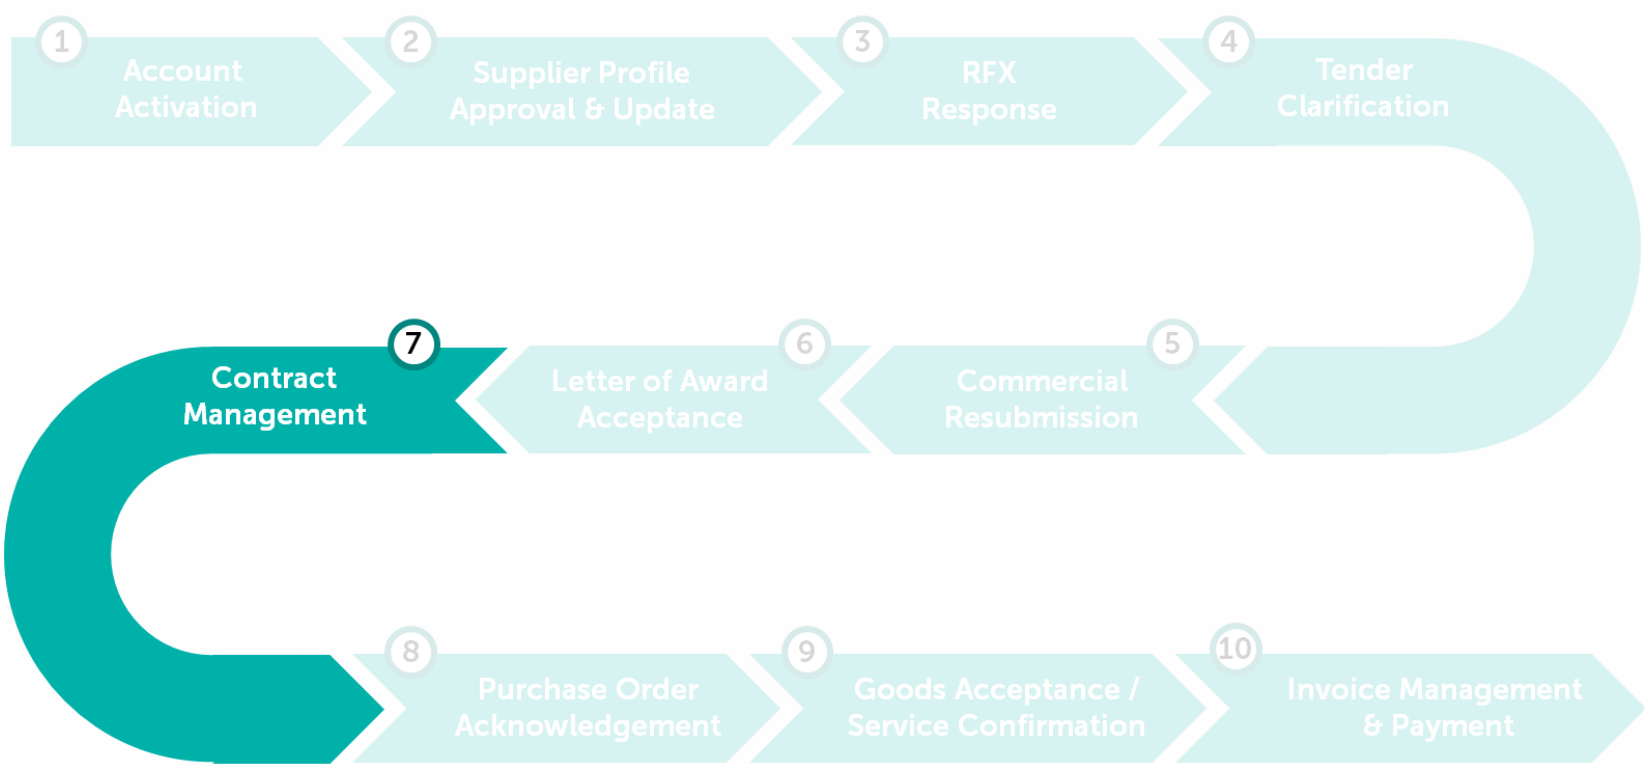 1
Account
Activation
2
Supplier Profile
Approval & Update
3
RFX
Response
4
Tender
Clarification
5
Commercial
Resubmission
6
Letter of Award
Acceptance
7
Contract
Management
8
Purchase Order
Acknowledgement
9
Goods Acceptance /
Service Confirmation
10
Invoice Management
& Payment